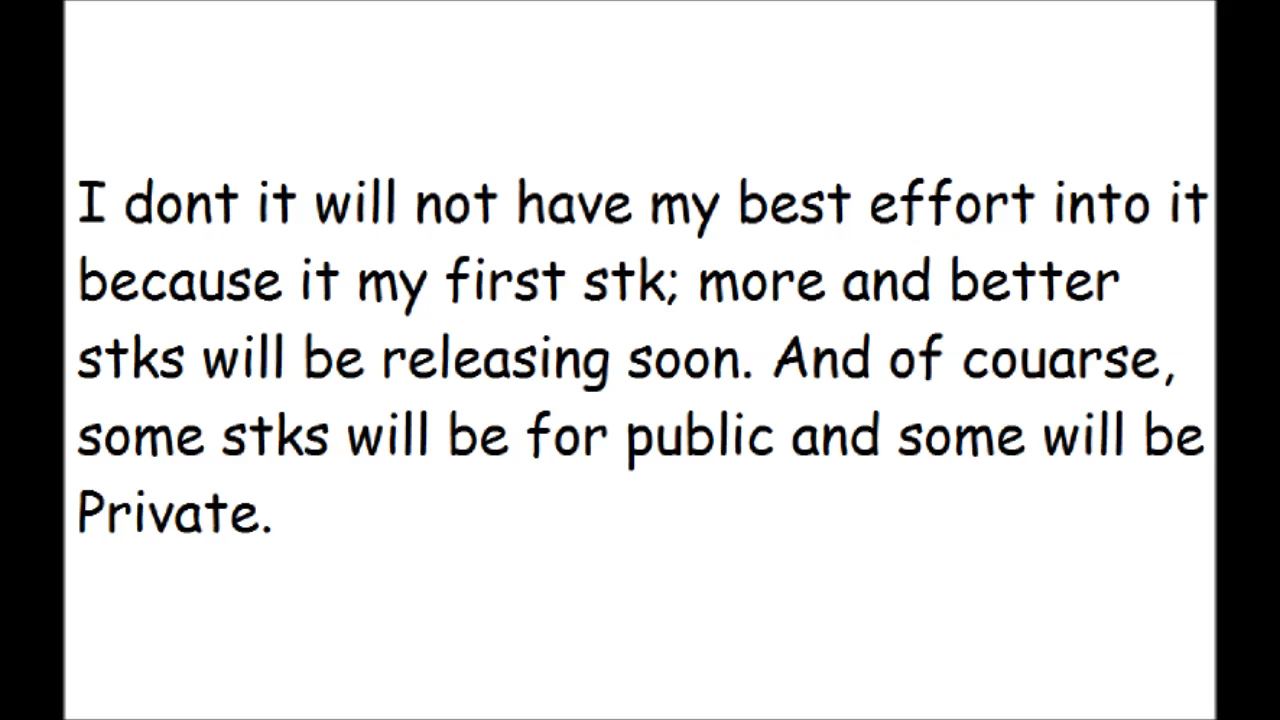 I dont it will not have my best effort into it
because it my first stk; more and better
stks will be releasing soon. And of couarse,
some stks will be for public and some will be
Private.